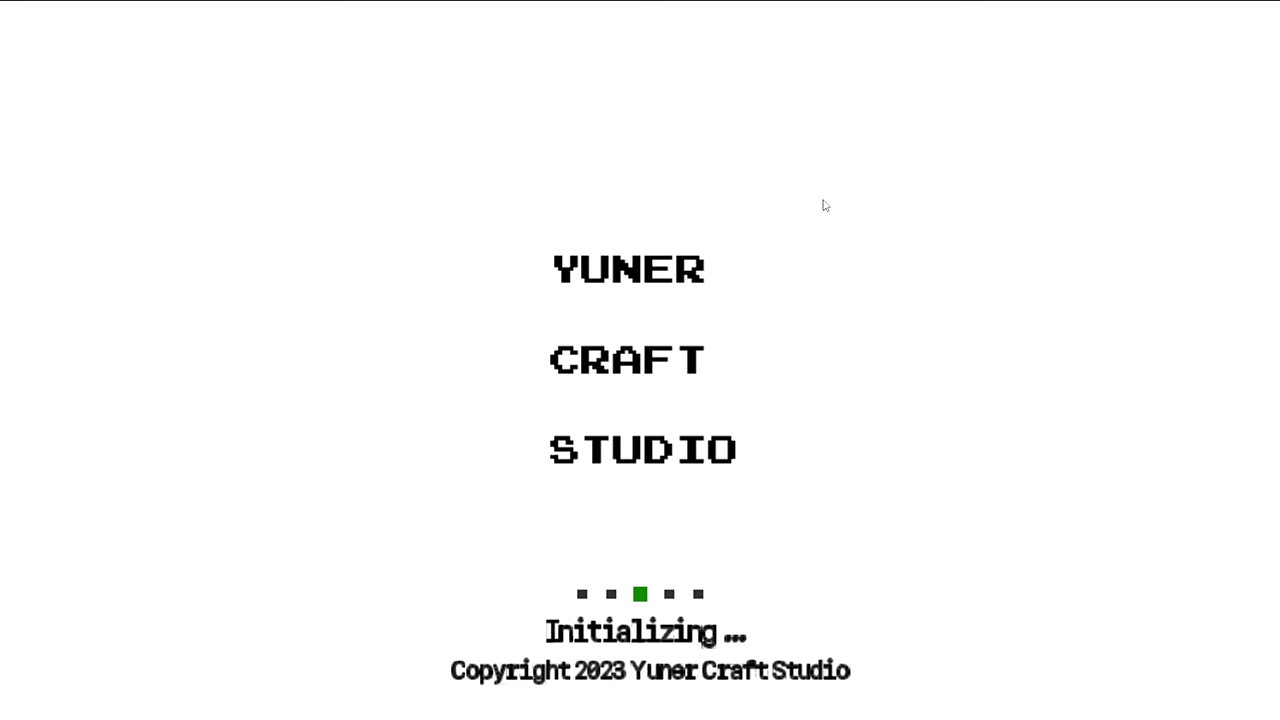 YUNER
CRAFT
STUDIO
Initializing ...
Copyright 2023 Yuner Craft Studio